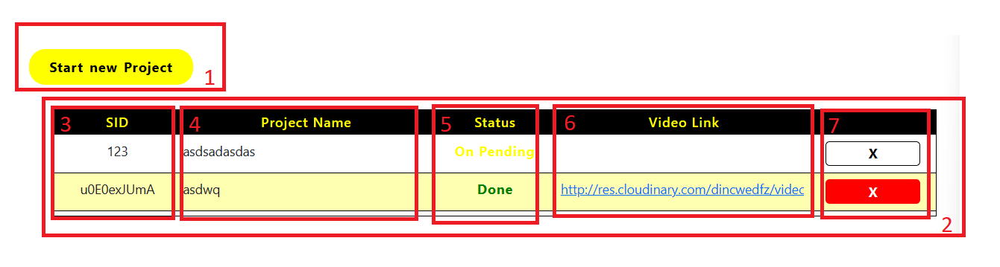 Start new Project 1
3 SID 4 Project Name 5 Status 6 Video Link 7
123 asdsadasdas On Pending X
u0E0exJUmA asdwq Done http://res.cloudinary.com/dincwedfz/videc X
2